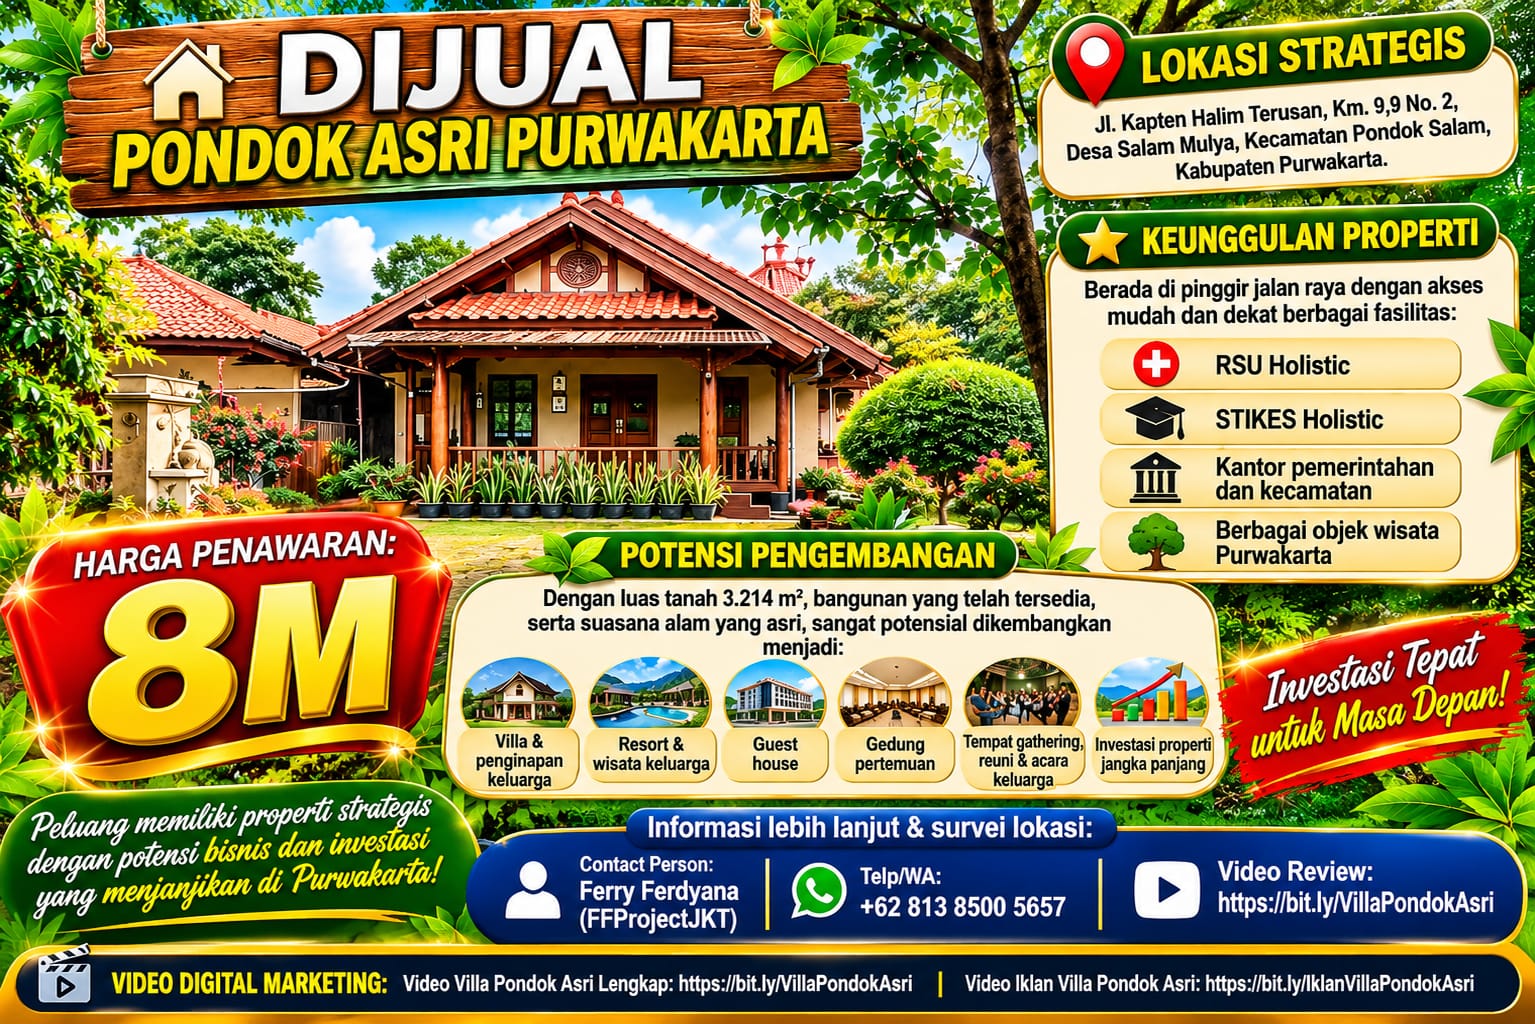 DIJUAL
PONDOK ASRI PURWAKARTA
LOKASI STRATEGIS
Jl. Kapten Halim Terusan, Km. 9,9 No. 2,
Desa Salam Mulya, Kecamatan Pondok Salam,
Kabupaten Purwakarta.
KEUNGGULAN PROPERTI
Berada di pinggir jalan raya dengan akses
mudah dan dekat berbagai fasilitas:
RSU Holistic
STIKES Holistic
Kantor pemerintahan
dan kecamatan
Berbagai objek wisata
Purwakarta
HARGA PENAWARAN:
8M
POTENSI PENGEMBANGAN
Dengan luas tanah 3.214 m², bangunan yang telah tersedia,
serta suasana alam yang asri, sangat potensial dikembangkan
menjadi:
Villa &
penginapan
keluarga
Resort &
wisata keluarga
Guest
house
Gedung
pertemuan
Tempat gathering,
reuni & acara
keluarga
Investasi properti
jangka panjang
Investasi Tepat
untuk Masa Depan!
Peluang memiliki properti strategis
dengan potensi bisnis dan investasi
yang menjanjikan di Purwakarta!
Informasi lebih lanjut & survei lokasi:
Contact Person:
Ferry Ferdyana
(FFProjectJKT)
Telp/WA:
+62 813 8500 5657
Video Review:
https://bit.ly/VillaPondokAsri
VIDEO DIGITAL MARKETING: Video Villa Pondok Asri Lengkap: https://bit.ly/VillaPondokAsri | Video Iklan Villa Pondok Asri: https://bit.ly/IklanVillaPondokAsri